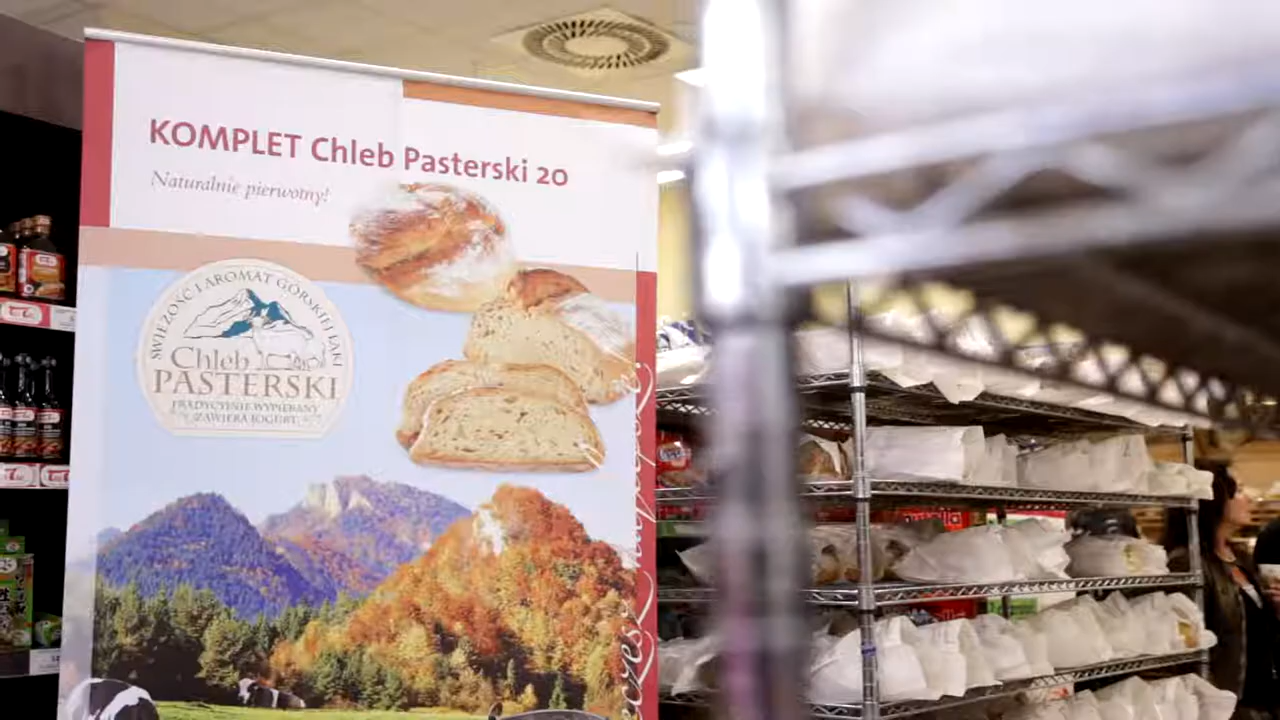 KOMPLET Chleb Pasterski 20
Naturalnie pierwotny!
ŚWIEŻOŚĆ I AROMAT GÓRSKIEJ ŁĄKI
Chleb
PASTERSKI
TRADYCYJNIE WYPIEKANY
ZAWIERA JOGURT